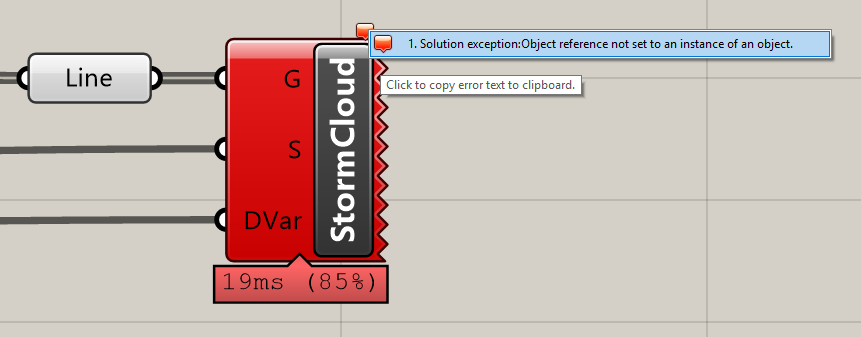 1. Solution exception:Object reference not set to an instance of an object.
Click to copy error text to clipboard.
Line
G
S
DVar
StormCloud
19ms (85%)